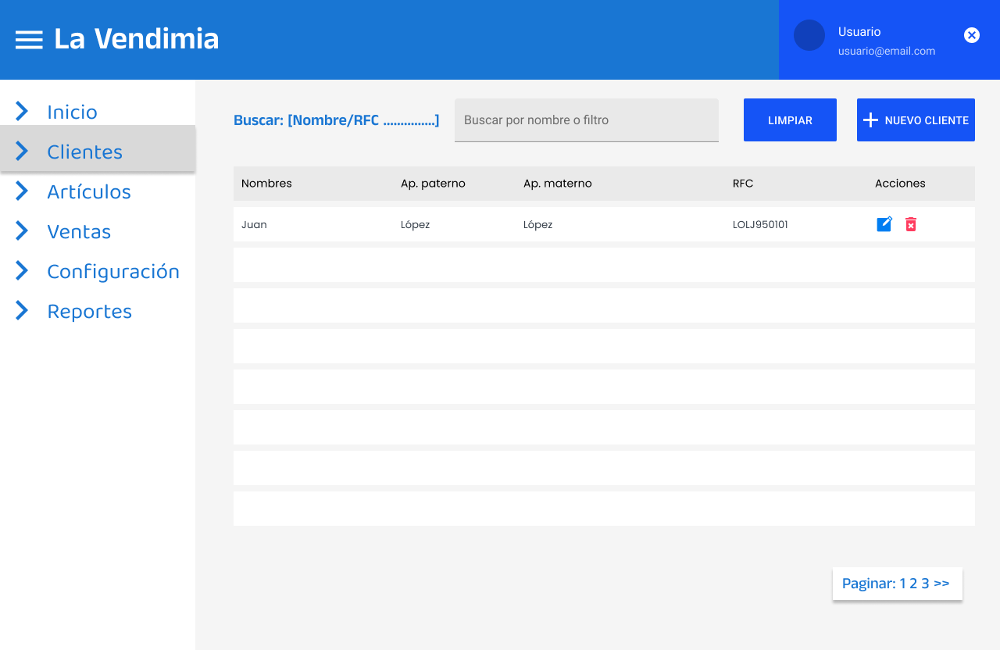 La Vendimia
Usuario
usuario@email.com
Inicio
Clientes
Artículos
Ventas
Configuración
Reportes
Buscar: [Nombre/RFC ...............]
Buscar por nombre o filtro
LIMPIAR
NUEVO CLIENTE
Nombres Ap. paterno Ap. materno RFC Acciones
Juan López López LOLJ950101
Paginar: 1 2 3 >>